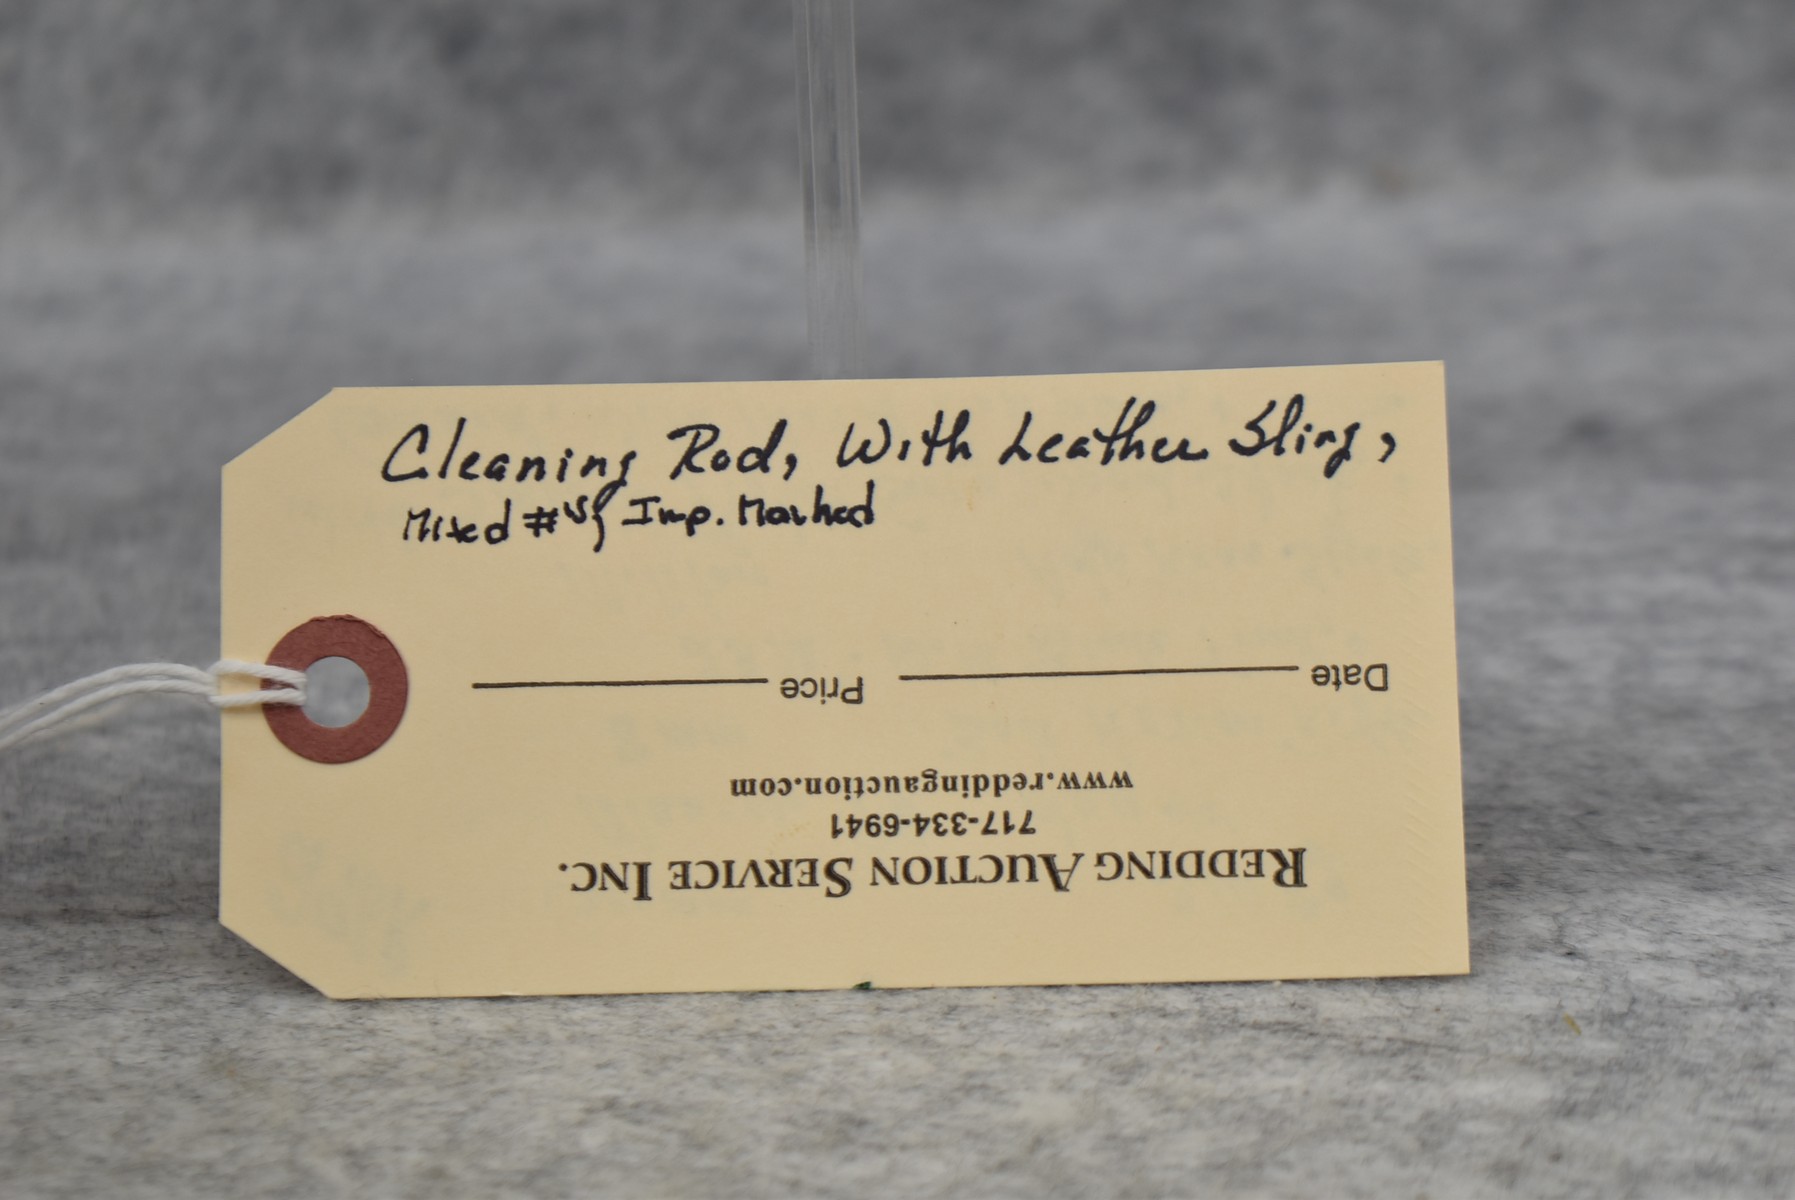 Cleaning Rod, With Leather Sling,
Mixed #'s, Imp. Marked
REDDING AUCTION SERVICE INC.
717-334-6941
www.reddingauction.com
Date Price